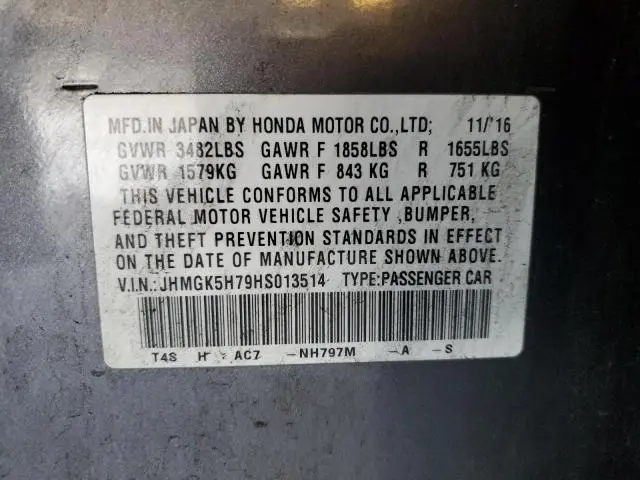 MFD.IN JAPAN BY HONDA MOTOR CO.,LTD; 11/'16
GVWR 3482LBS GAWR F 1858LBS R 1655LBS
GVWR 1579KG GAWR F 843 KG R 751 KG
THIS VEHICLE CONFORMS TO ALL APPLICABLE
FEDERAL MOTOR VEHICLE SAFETY ,BUMPER,
AND THEFT PREVENTION STANDARDS IN EFFECT
ON THE DATE OF MANUFACTURE SHOWN ABOVE.
V.I.N.:JHMGK5H79HS013514 TYPE:PASSENGER CAR
T4S H AC7 -NH797M -A -S